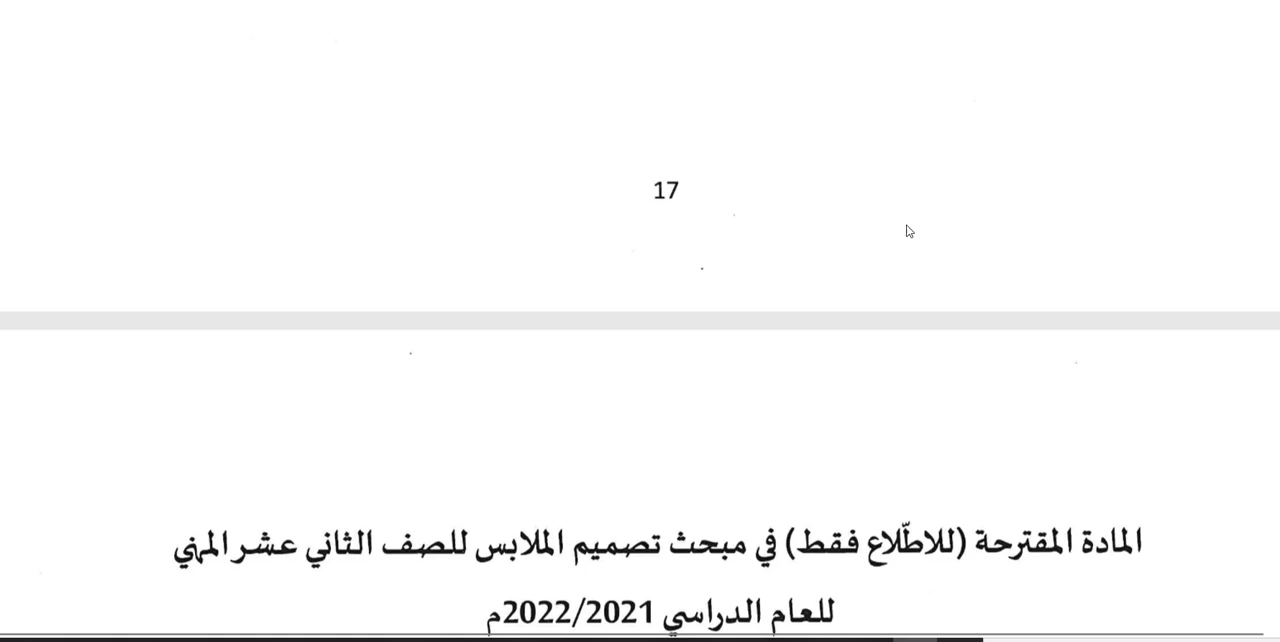 17
المادة المقترحة (للاطّلاع فقط) في مبحث تصميم الملابس للصف الثاني عشر المهني
للعام الدراسي 2022/2021م